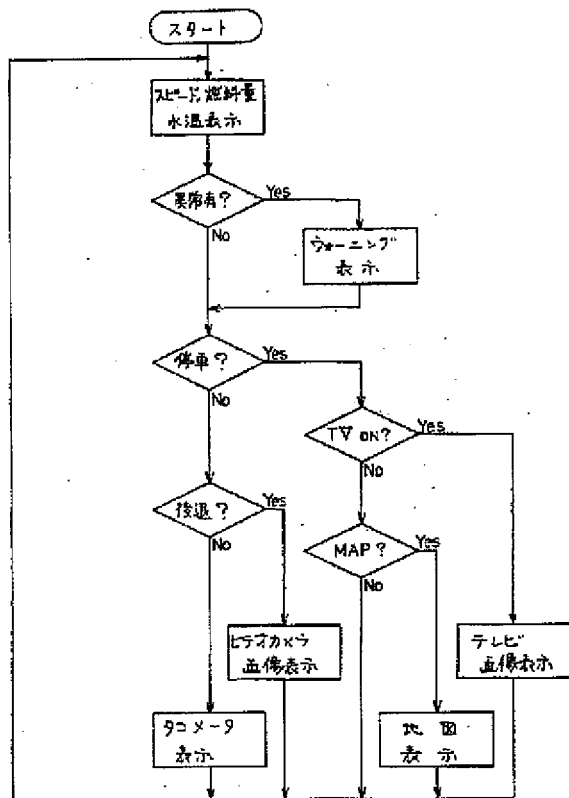 スタート
スピード、燃料量
水温表示
異常有?
Yes
No
ウォーニング
表示
停車?
Yes
No
TV ON?
Yes
No
後退?
Yes
No
MAP?
Yes
No
ビデオカメラ
画像表示
テレビ
画像表示
タコメータ
表示
地図
表示